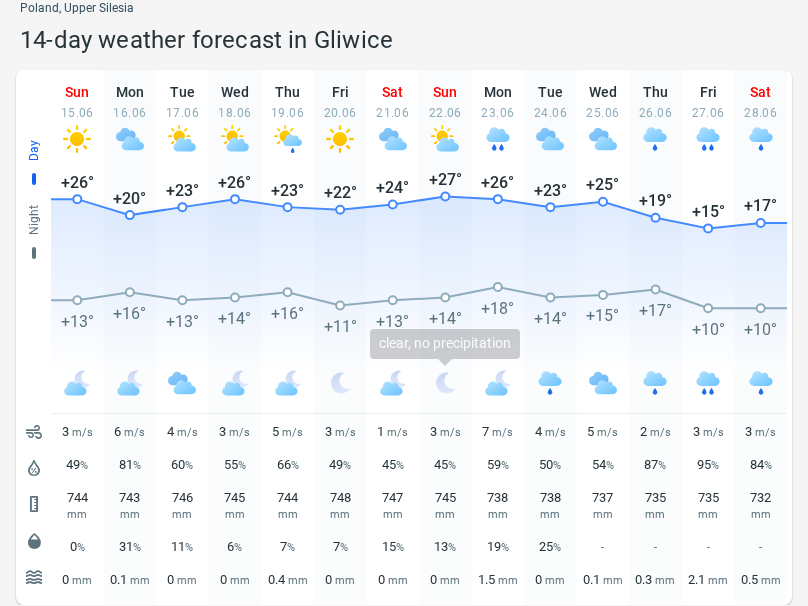 Poland, Upper Silesia
14-day weather forecast in Gliwice
Sun Mon Tue Wed Thu Fri Sat Sun Mon Tue Wed Thu Fri Sat
15.06 16.06 17.06 18.06 19.06 20.06 21.06 22.06 23.06 24.06 25.06 26.06 27.06 28.06
Day
+26° +20° +23° +26° +23° +22° +24° +27° +26° +23° +25° +19° +15° +17°
Night
+13° +16° +13° +14° +16° +11° +13° +14° +18° +14° +15° +17° +10° +10°
clear, no precipitation
3 m/s 6 m/s 4 m/s 3 m/s 5 m/s 3 m/s 1 m/s 3 m/s 7 m/s 4 m/s 5 m/s 2 m/s 3 m/s 3 m/s
49% 81% 60% 55% 66% 49% 45% 45% 59% 50% 54% 87% 95% 84%
744 743 746 745 744 748 747 745 738 738 737 735 735 732
mm mm mm mm mm mm mm mm mm mm mm mm mm mm
0% 31% 11% 6% 7% 7% 15% 13% 19% 25% - - - -
0 mm 0.1 mm 0 mm 0 mm 0.4 mm 0 mm 0 mm 0 mm 1.5 mm 0 mm 0.1 mm 0.3 mm 2.1 mm 0.5 mm